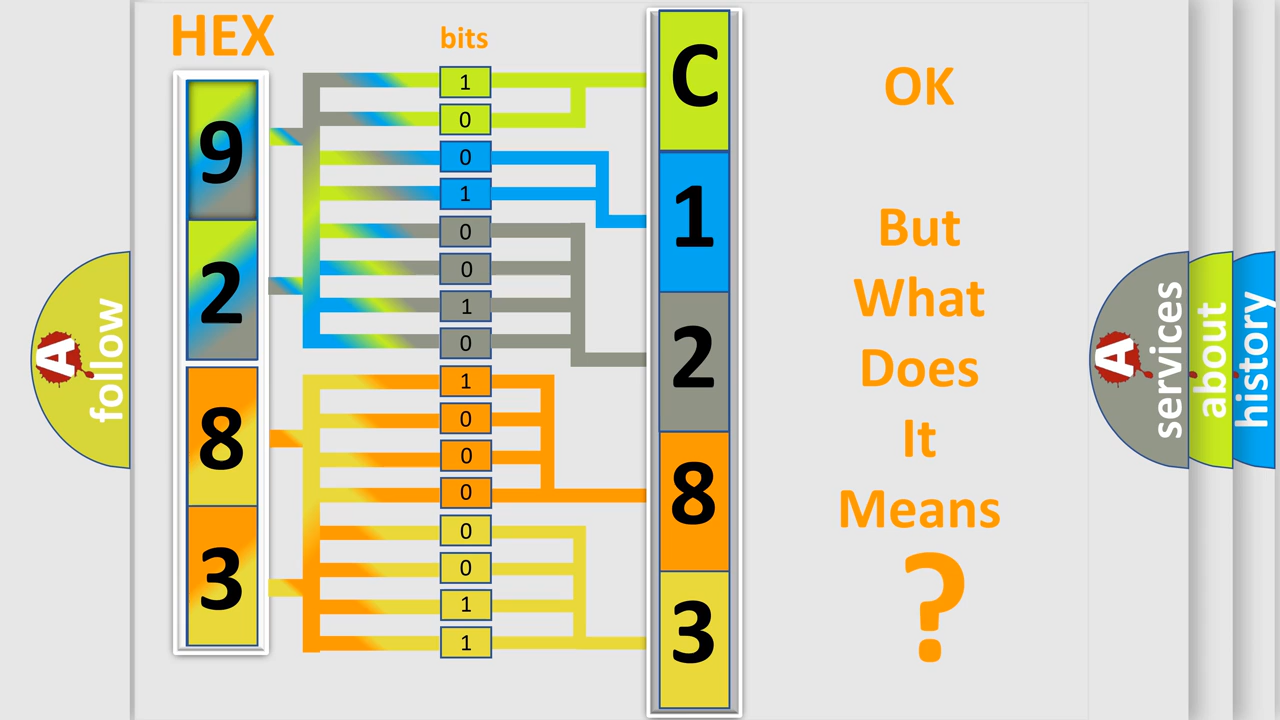 HEX
bits
9
2
8
3
1
0
0
1
0
0
1
0
1
0
0
0
0
0
1
1
C
1
2
8
3
OK
But
What
Does
It
Means
?
A
follow
A
services
about
history